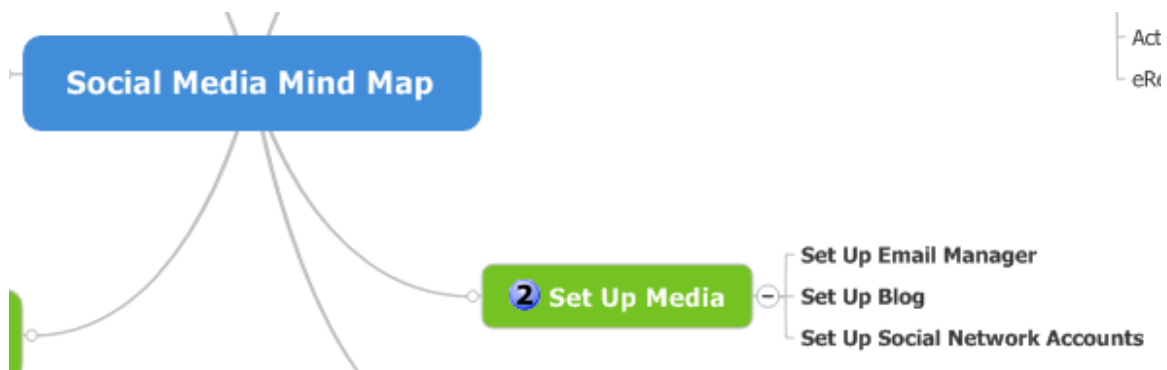 Social Media Mind Map
2 Set Up Media
Set Up Email Manager
Set Up Blog
Set Up Social Network Accounts